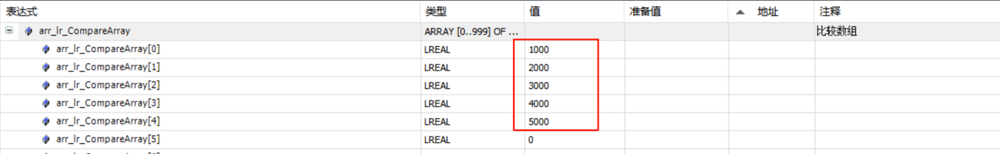 表达式 类型 值 准备值 地址 注释
arr_lr_CompareArray ARRAY [0..999] OF ... 比较数组
arr_lr_CompareArray[0] LREAL 1000
arr_lr_CompareArray[1] LREAL 2000
arr_lr_CompareArray[2] LREAL 3000
arr_lr_CompareArray[3] LREAL 4000
arr_lr_CompareArray[4] LREAL 5000
arr_lr_CompareArray[5] LREAL 0